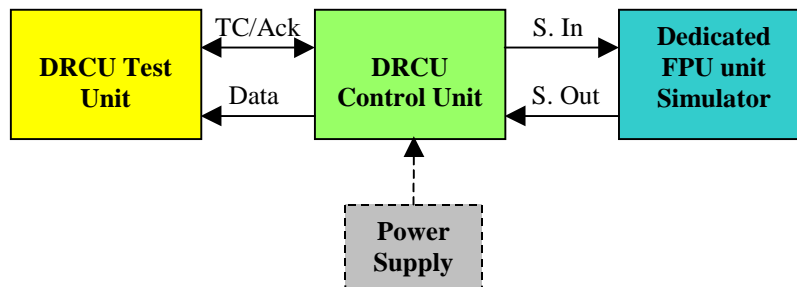 DRCU Test
Unit
TC/Ack
Data
DRCU
Control Unit
S. In
S. Out
Dedicated
FPU unit
Simulator
Power
Supply